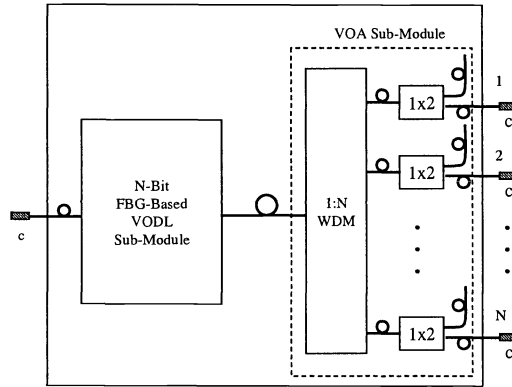 VOA Sub-Module
1
1x2
c
2
1x2
c
N-Bit
FBG-Based
VODL
Sub-Module
1:N
WDM
c
N
1x2
c